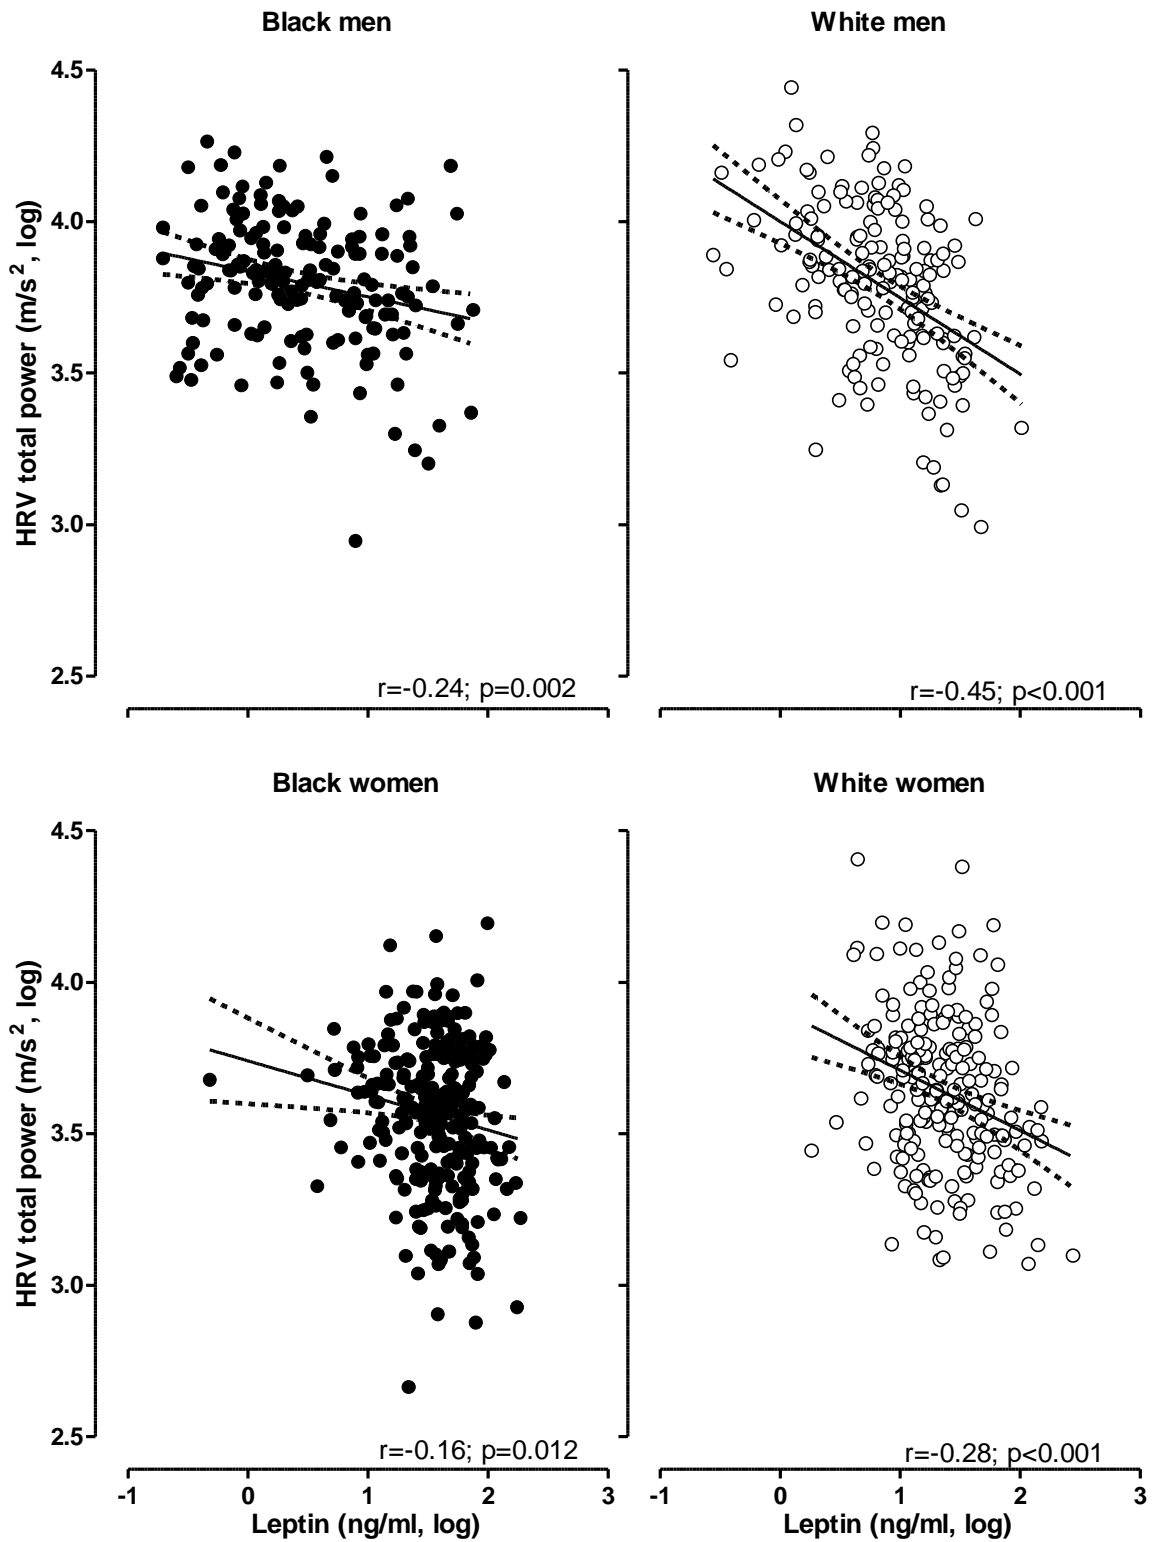 Black men
White men
4.5
4.0
3.5
3.0
2.5
HRV total power (m/s², log)
r=-0.24; p=0.002
r=-0.45; p<0.001
Black women
White women
4.5
4.0
3.5
3.0
2.5
HRV total power (m/s², log)
r=-0.16; p=0.012
r=-0.28; p<0.001
-1 0 1 2 3
-1 0 1 2 3
Leptin (ng/ml, log)
Leptin (ng/ml, log)